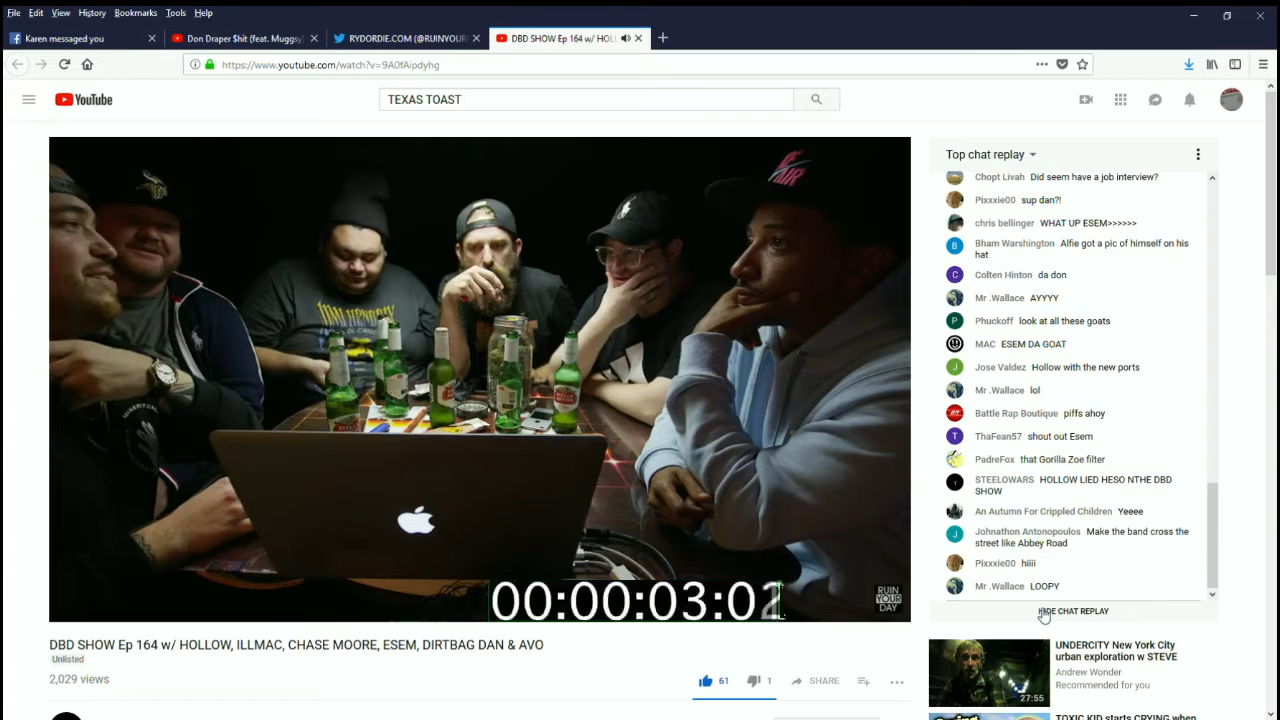 File Edit View History Bookmarks Tools Help
Karen messaged you
Don Draper $hit (feat. Muggsy)
RYDORDIE.COM (@RUINYOUR
DBD SHOW Ep 164 w/ HOL
https://www.youtube.com/watch?v=9A0fAipdyhg
YouTube
TEXAS TOAST
Top chat replay
Chopt Livah Did seem have a job interview?
Pixxxie00 sup dan?!
chris bellinger WHAT UP ESEM>>>>>>
Bham Warshington Alfie got a pic of himself on his
hat
C Colten Hinton da don
Mr .Wallace AYYYY
P Phuckoff look at all these goats
MAC ESEM DA GOAT
J Jose Valdez Hollow with the new ports
Mr .Wallace lol
Battle Rap Boutique piffs ahoy
T ThaFean57 shout out Esem
PadreFox that Gorilla Zoe filter
STEELOWARS HOLLOW LIED HESO NTHE DBD
SHOW
An Autumn For Crippled Children Yeeee
J Johnathon Antonopoulos Make the band cross the
street like Abbey Road
Pixxxie00 hiiii
Mr .Wallace LOOPY
HIDE CHAT REPLAY
00:00:03:02
RUIN
YOUR
DAY
DBD SHOW Ep 164 w/ HOLLOW, ILLMAC, CHASE MOORE, ESEM, DIRTBAG DAN & AVO
Unlisted
2,029 views
61 1 SHARE
UNDERCITY New York City
urban exploration w STEVE
Andrew Wonder
Recommended for you
27:55
TOXIC KID starts CRYING when